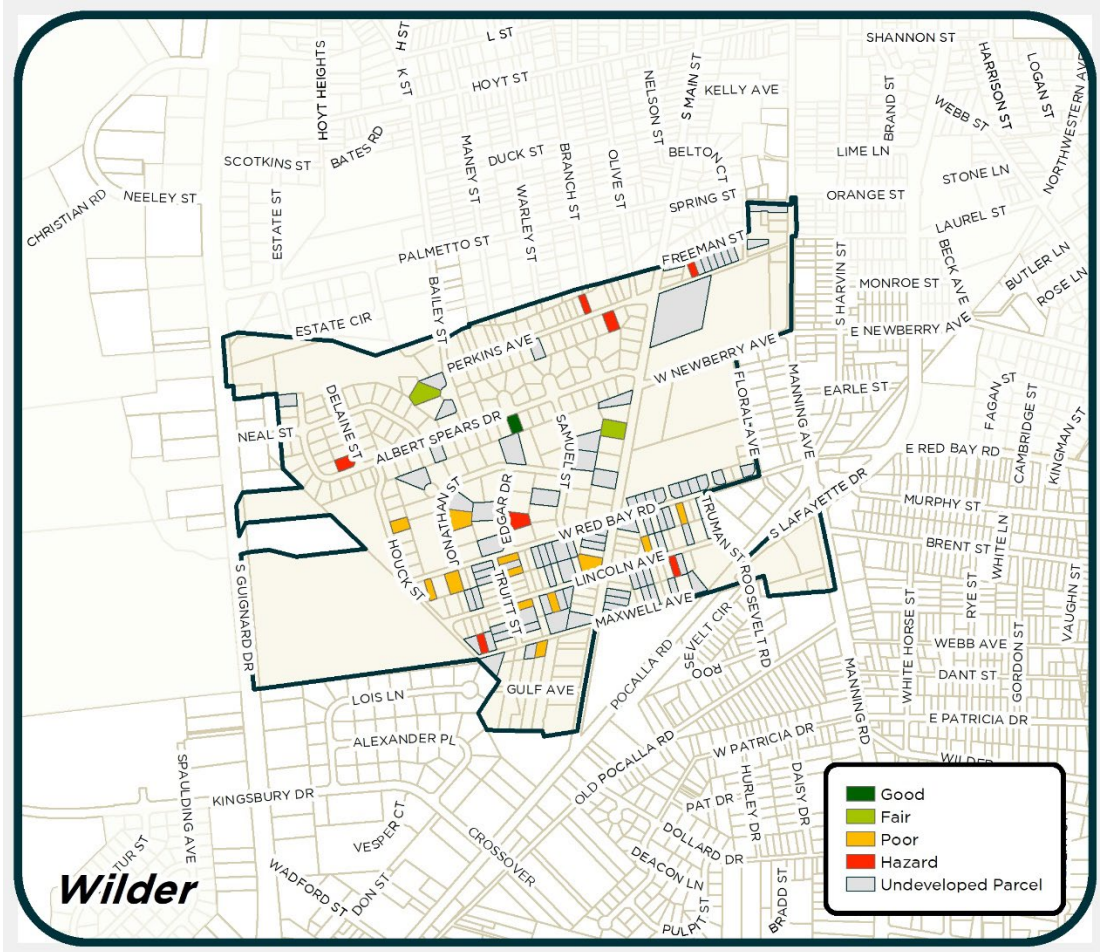 SHANNON ST
L ST
H ST
K ST
HOYT HEIGHTS
HOYT ST
NELSON ST
S MAIN ST
KELLY AVE
HARRISON ST
LOGAN ST
NORTHWESTERN AVE
WEBB ST
BRAND ST
BATES RD
SCOTKINS ST
MANEY ST
DUCK ST
BRANCH ST
OLIVE ST
BELTON CT
LIME LN
STONE LN
CHRISTIAN RD
NEELEY ST
ESTATE ST
WARLEY ST
SPRING ST
ORANGE ST
LAUREL ST
PALMETTO ST
FREEMAN ST
S HARVIN ST
BECK AVE
BUTLER LN
ROSE LN
MONROE ST
BAILEY ST
ESTATE CIR
E NEWBERRY AVE
PERKINS AVE
W NEWBERRY AVE
FLORAL AVE
MANNING AVE
EARLE ST
FAGAN ST
CAMBRIDGE ST
KINGMAN ST
DELAINE ST
NEAL ST
ALBERT SPEARS DR
SAMUEL ST
E RED BAY RD
S LAFAYETTE DR
JONATHAN ST
EDGAR DR
W RED BAY RD
TRUMAN ST
MURPHY ST
BRENT ST
WHITE LN
HOUCK ST
TRUITT ST
LINCOLN AVE
MAXWELL AVE
ROOSEVELT RD
ROOSEVELT CIR
S GUIGNARD DR
WHITE HORSE ST
RYE ST
VAUGHN ST
WEBB AVE
GORDON ST
DANT ST
POCALLA RD
MANNING RD
LOIS LN
GULF AVE
E PATRICIA DR
ALEXANDER PL
W PATRICIA DR
SPAULDING AVE
OLD POCALLA RD
HURLEY DR
DAISY DR
KINGSBURY DR
PAT DR
VESPER CT
CROSSOVER
DOLLARD DR
DEACON LN
WADFORD ST
DON ST
PULPIT ST
BRADD ST
Good
Fair
Poor
Hazard
Undeveloped Parcel
Wilder